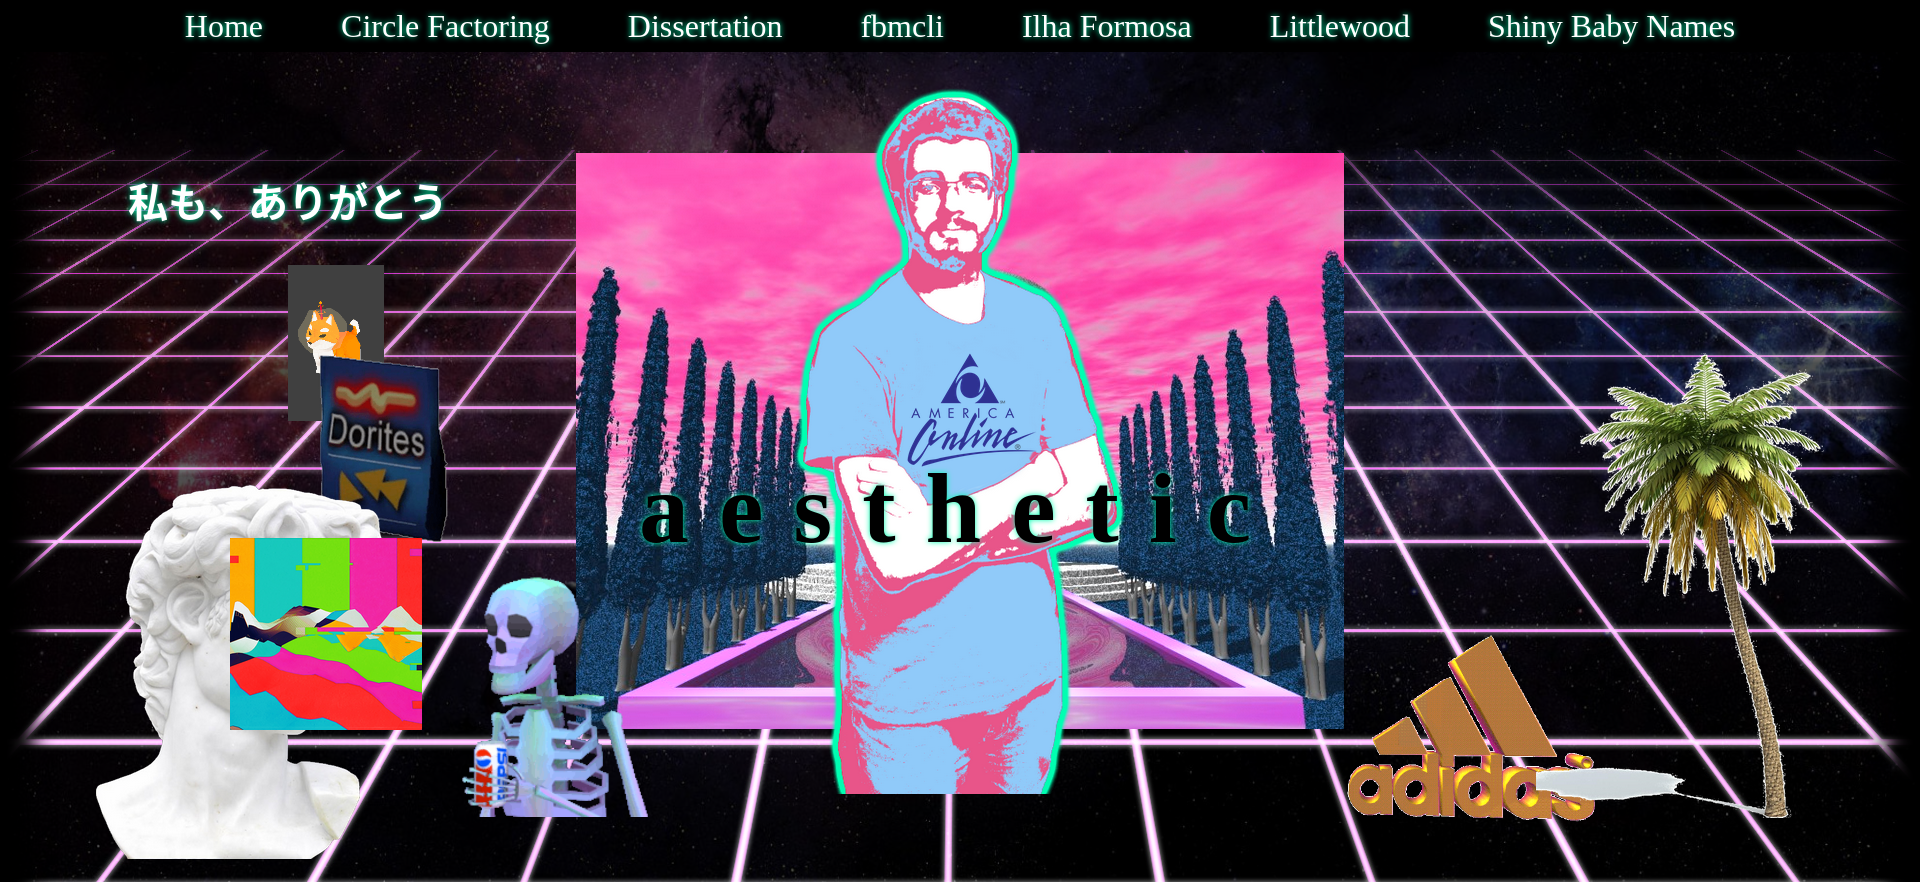 Home Circle Factoring Dissertation fbmcli Ilha Formosa Littlewood Shiny Baby Names
私も、ありがとう
Dorites
AMERICA
Online
aesthetic
PEPSI
adidas